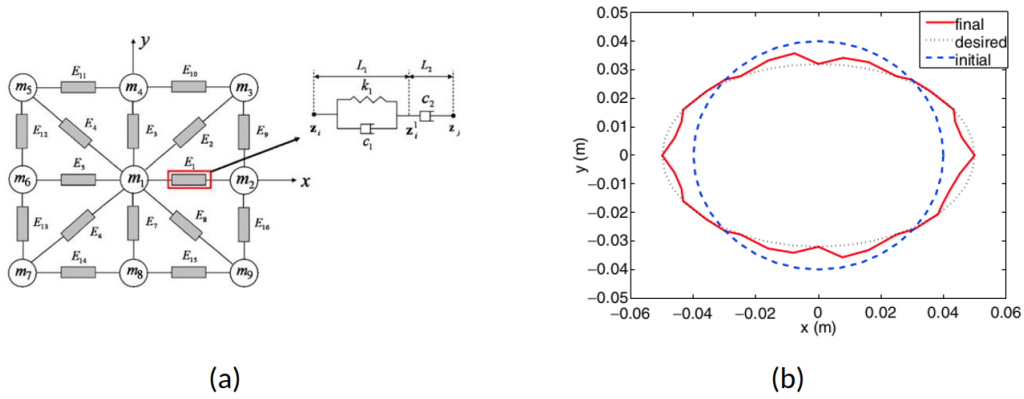 y
E11
E10
m5
m4
m3
E12
E4
E3
E2
E9
E5
E1
m6
m1
m2
x
E13
E6
E7
E8
E16
E14
E15
m7
m8
m9
L1
L2
k1
c2
zi
zi1
zj
c1
(a)
0.05
0.04
0.03
0.02
0.01
0
−0.01
−0.02
−0.03
−0.04
−0.05
y (m)
final
desired
initial
−0.06
−0.04
−0.02
0
0.02
0.04
0.06
x (m)
(b)